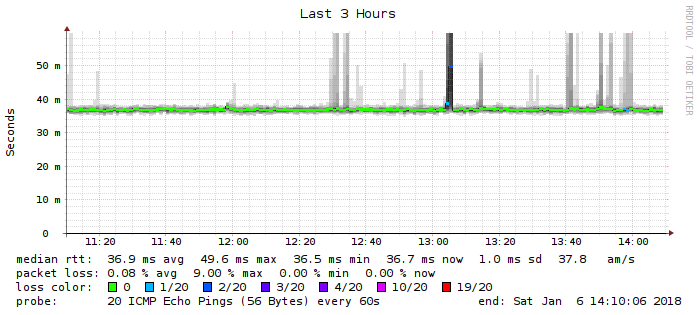 Last 3 Hours
RRDTOOL / TOBI OETIKER
Seconds
50 m
40 m
30 m
20 m
10 m
0
11:20 11:40 12:00 12:20 12:40 13:00 13:20 13:40 14:00
median rtt: 36.9 ms avg 49.6 ms max 36.5 ms min 36.7 ms now 1.0 ms sd 37.8 am/s
packet loss: 0.08 % avg 9.00 % max 0.00 % min 0.00 % now
loss color: 0 1/20 2/20 3/20 4/20 10/20 19/20
probe: 20 ICMP Echo Pings (56 Bytes) every 60s end: Sat Jan 6 14:10:06 2018